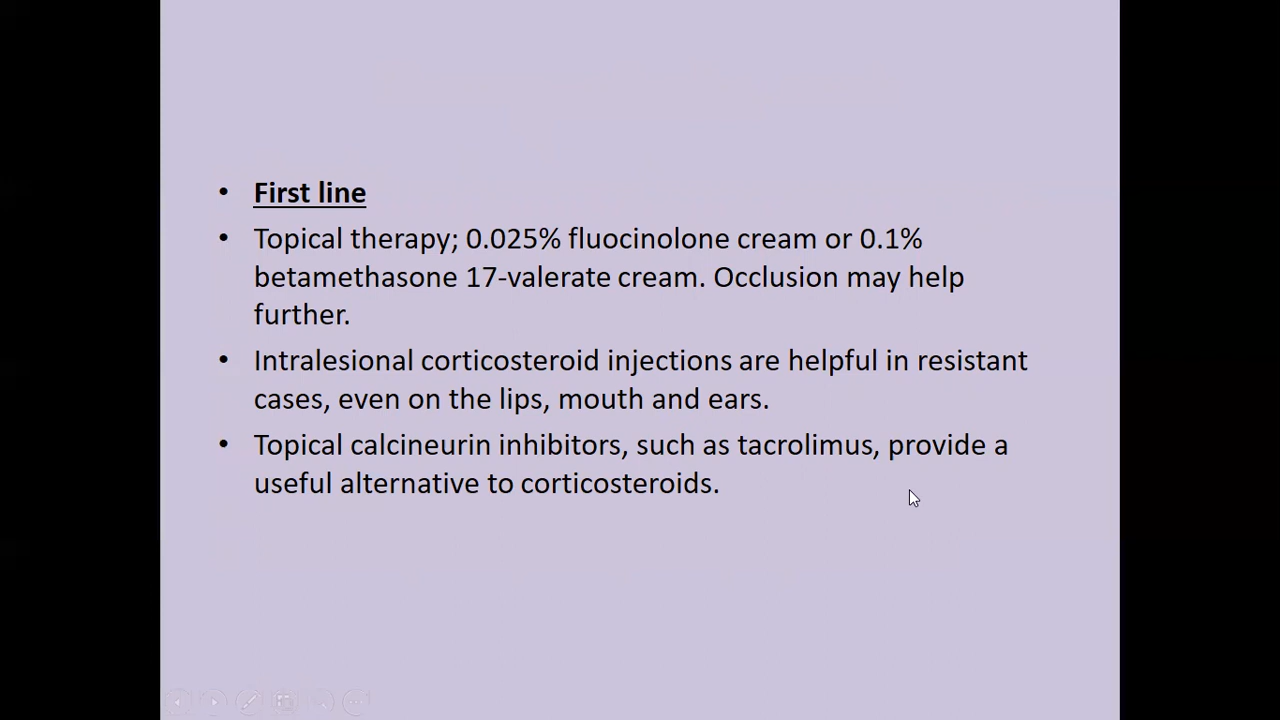 • First line
• Topical therapy; 0.025% fluocinolone cream or 0.1%
betamethasone 17-valerate cream. Occlusion may help
further.
• Intralesional corticosteroid injections are helpful in resistant
cases, even on the lips, mouth and ears.
• Topical calcineurin inhibitors, such as tacrolimus, provide a
useful alternative to corticosteroids.